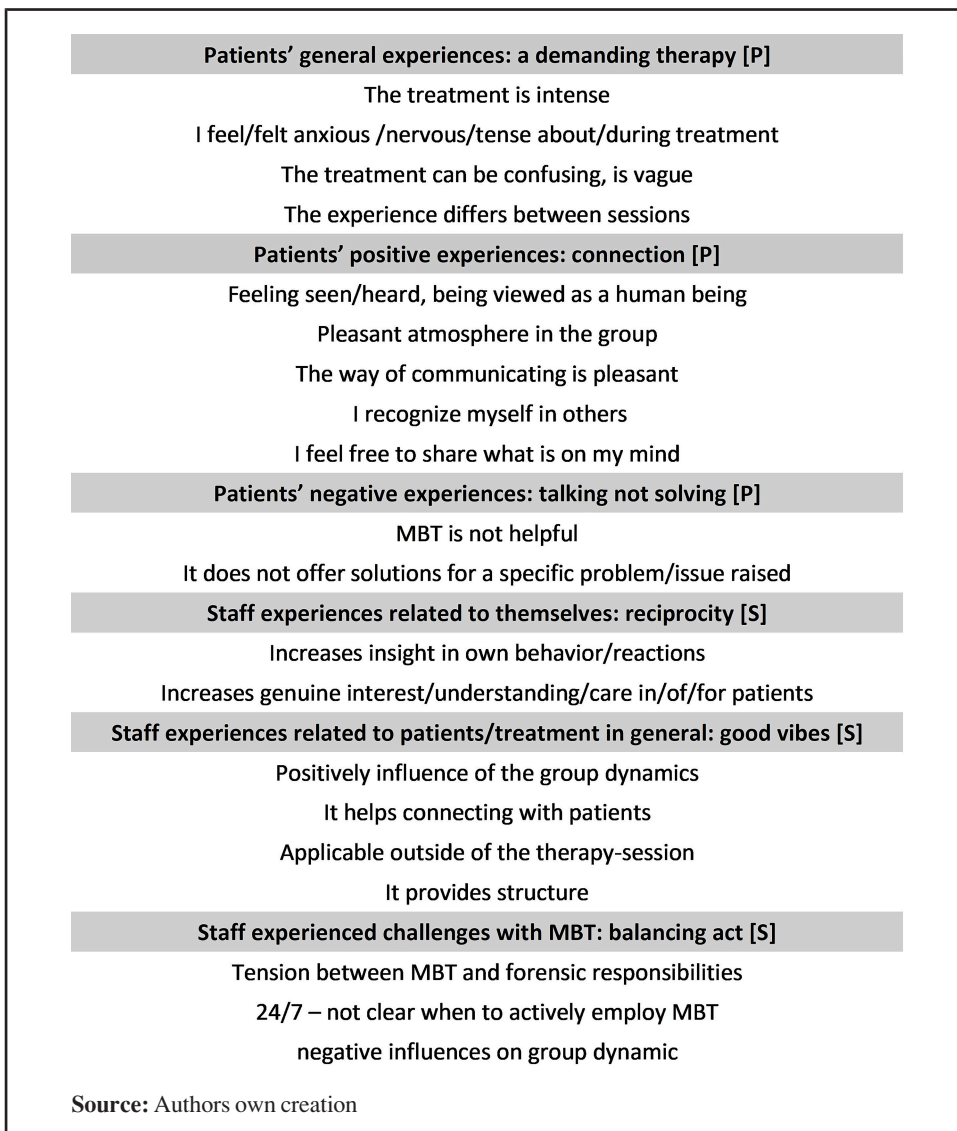 Patients’ general experiences: a demanding therapy [P]
The treatment is intense
I feel/felt anxious /nervous/tense about/during treatment
The treatment can be confusing, is vague
The experience differs between sessions
Patients’ positive experiences: connection [P]
Feeling seen/heard, being viewed as a human being
Pleasant atmosphere in the group
The way of communicating is pleasant
I recognize myself in others
I feel free to share what is on my mind
Patients’ negative experiences: talking not solving [P]
MBT is not helpful
It does not offer solutions for a specific problem/issue raised
Staff experiences related to themselves: reciprocity [S]
Increases insight in own behavior/reactions
Increases genuine interest/understanding/care in/of/for patients
Staff experiences related to patients/treatment in general: good vibes [S]
Positively influence of the group dynamics
It helps connecting with patients
Applicable outside of the therapy-session
It provides structure
Staff experienced challenges with MBT: balancing act [S]
Tension between MBT and forensic responsibilities
24/7 – not clear when to actively employ MBT
negative influences on group dynamic
Source: Authors own creation